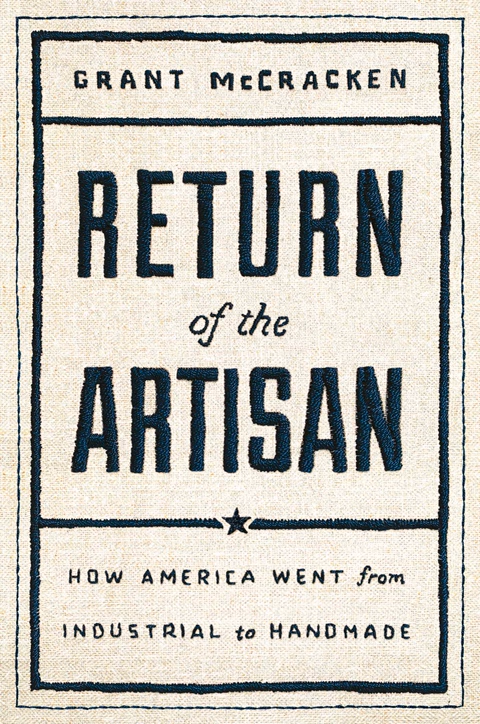 GRANT McCRACKEN
RETURN
of the
ARTISAN
HOW AMERICA WENT from
INDUSTRIAL to HANDMADE